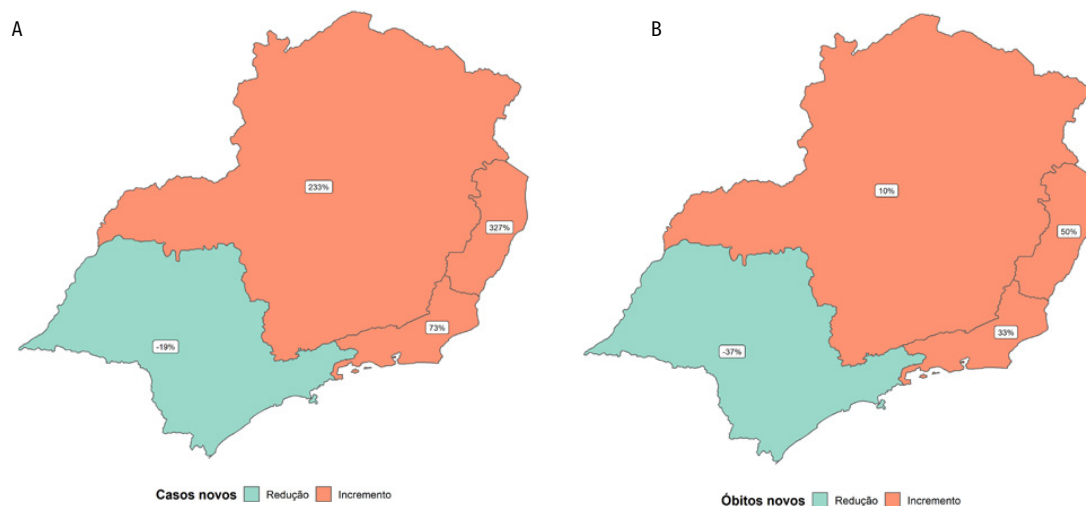 A
B
233%
327%
73%
-19%
Casos novos Redução Incremento
10%
50%
33%
-37%
Óbitos novos Redução Incremento